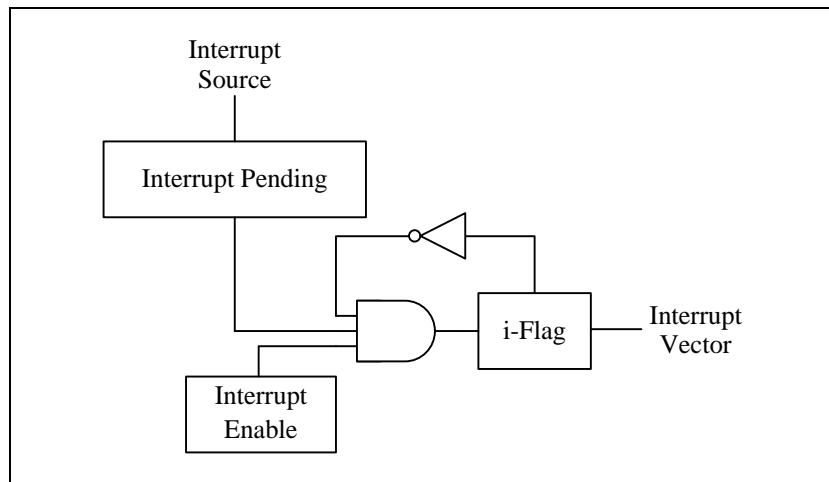 Interrupt
Source
Interrupt Pending
i-Flag
Interrupt
Vector
Interrupt
Enable